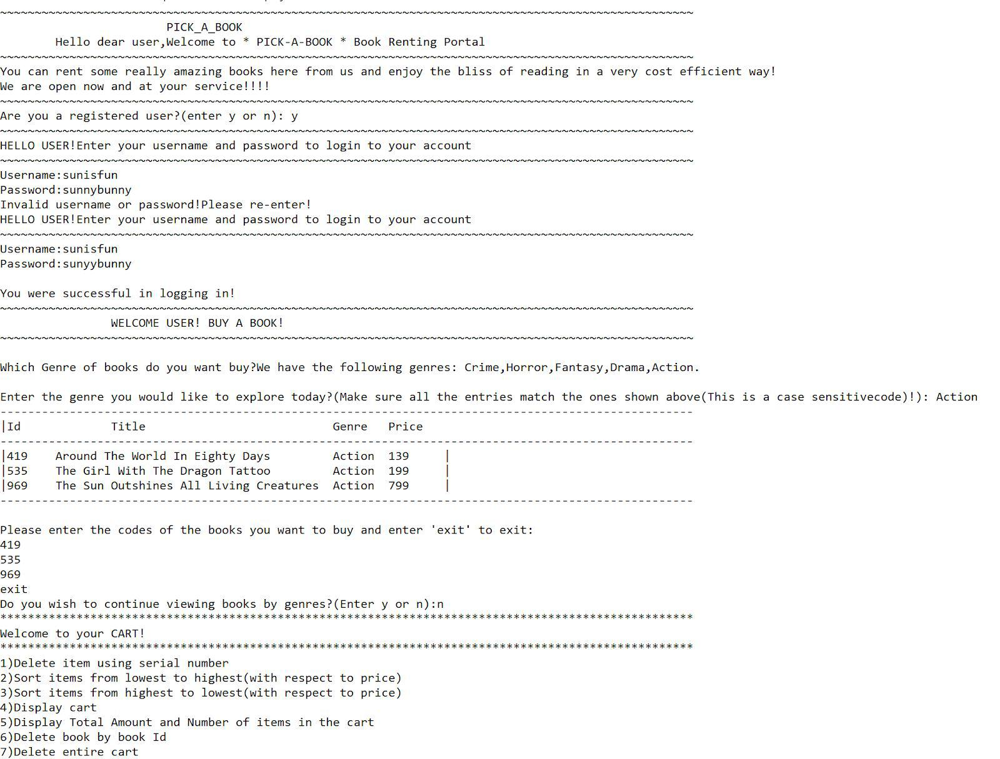 ~~~~~~~~~~~~~~~~~~~~~~~~~~~~~~~~~~~~~~~~~~~~~~~~~~~~~~~~~~~~~~~~~~~~~~~~~~~~~~~~~~~~~~~~~~~~~~~~~~~~
PICK_A_BOOK
Hello dear user,Welcome to * PICK-A-BOOK * Book Renting Portal
~~~~~~~~~~~~~~~~~~~~~~~~~~~~~~~~~~~~~~~~~~~~~~~~~~~~~~~~~~~~~~~~~~~~~~~~~~~~~~~~~~~~~~~~~~~~~~~~~~~~
You can rent some really amazing books here from us and enjoy the bliss of reading in a very cost efficient way!
We are open now and at your service!!!!
~~~~~~~~~~~~~~~~~~~~~~~~~~~~~~~~~~~~~~~~~~~~~~~~~~~~~~~~~~~~~~~~~~~~~~~~~~~~~~~~~~~~~~~~~~~~~~~~~~~~
Are you a registered user?(enter y or n): y
~~~~~~~~~~~~~~~~~~~~~~~~~~~~~~~~~~~~~~~~~~~~~~~~~~~~~~~~~~~~~~~~~~~~~~~~~~~~~~~~~~~~~~~~~~~~~~~~~~~~
HELLO USER!Enter your username and password to login to your account
~~~~~~~~~~~~~~~~~~~~~~~~~~~~~~~~~~~~~~~~~~~~~~~~~~~~~~~~~~~~~~~~~~~~~~~~~~~~~~~~~~~~~~~~~~~~~~~~~~~~
Username:sunisfun
Password:sunnybunny
Invalid username or password!Please re-enter!
HELLO USER!Enter your username and password to login to your account
~~~~~~~~~~~~~~~~~~~~~~~~~~~~~~~~~~~~~~~~~~~~~~~~~~~~~~~~~~~~~~~~~~~~~~~~~~~~~~~~~~~~~~~~~~~~~~~~~~~~
Username:sunisfun
Password:sunyybunny
You were successful in logging in!
~~~~~~~~~~~~~~~~~~~~~~~~~~~~~~~~~~~~~~~~~~~~~~~~~~~~~~~~~~~~~~~~~~~~~~~~~~~~~~~~~~~~~~~~~~~~~~~~~~~~
WELCOME USER! BUY A BOOK!
~~~~~~~~~~~~~~~~~~~~~~~~~~~~~~~~~~~~~~~~~~~~~~~~~~~~~~~~~~~~~~~~~~~~~~~~~~~~~~~~~~~~~~~~~~~~~~~~~~~~
Which Genre of books do you want buy?We have the following genres: Crime,Horror,Fantasy,Drama,Action.
Enter the genre you would like to explore today?(Make sure all the entries match the ones shown above(This is a case sensitivecode)!): Action
----------------------------------------------------------------------------------------------------
|Id Title Genre Price
----------------------------------------------------------------------------------------------------
|419 Around The World In Eighty Days Action 139 |
|535 The Girl With The Dragon Tattoo Action 199 |
|969 The Sun Outshines All Living Creatures Action 799 |
----------------------------------------------------------------------------------------------------
Please enter the codes of the books you want to buy and enter 'exit' to exit:
419
535
969
exit
Do you wish to continue viewing books by genres?(Enter y or n):n
****************************************************************************************************
Welcome to your CART!
****************************************************************************************************
1)Delete item using serial number
2)Sort items from lowest to highest(with respect to price)
3)Sort items from highest to lowest(with respect to price)
4)Display cart
5)Display Total Amount and Number of items in the cart
6)Delete book by book Id
7)Delete entire cart